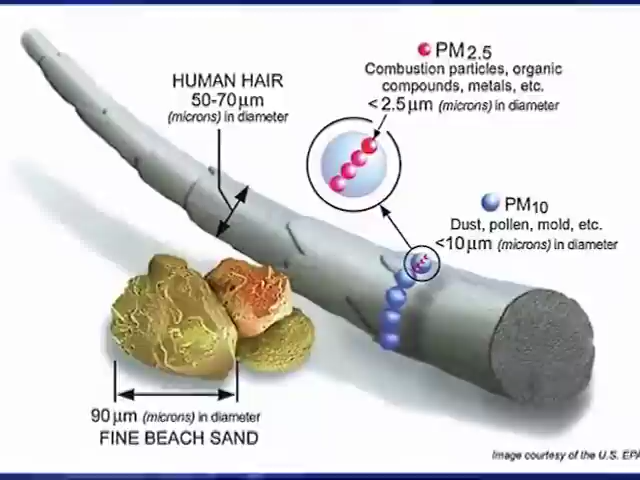 HUMAN HAIR
50-70µm
(microns) in diameter
PM2.5
Combustion particles, organic
compounds, metals, etc.
<2.5µm (microns) in diameter
PM10
Dust, pollen, mold, etc.
<10µm (microns) in diameter
90µm (microns) in diameter
FINE BEACH SAND
Image courtesy of the U.S. EPA